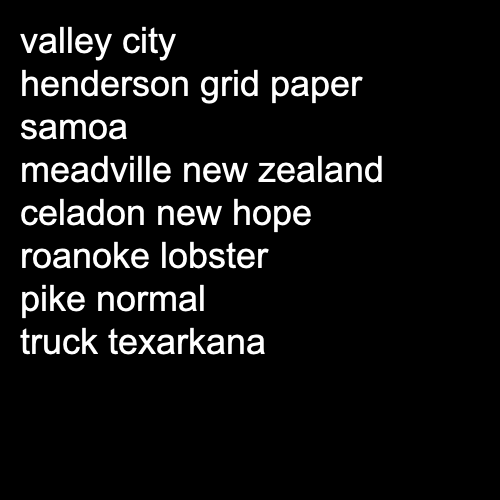 valley city
henderson grid paper
samoa
meadville new zealand
celadon new hope
roanoke lobster
pike normal
truck texarkana